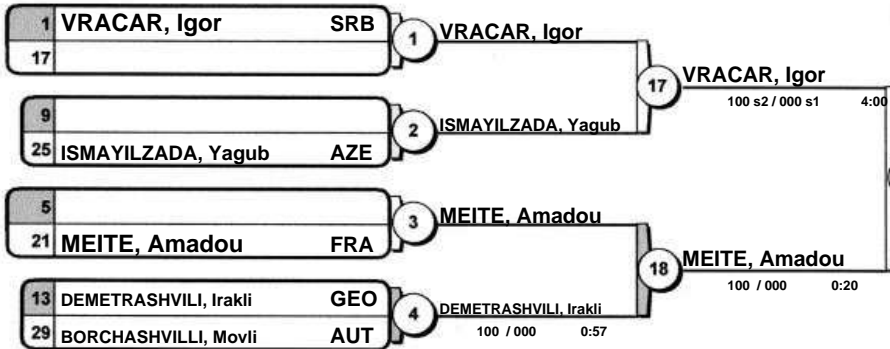 1 VRACAR, Igor SRB
17
1
VRACAR, Igor
9
25 ISMAYILZADA, Yagub AZE
2
ISMAYILZADA, Yagub
17
VRACAR, Igor
100 s2 / 000 s1 4:00
5
21 MEITE, Amadou FRA
3
MEITE, Amadou
13 DEMETRASHVILI, Irakli GEO
29 BORCHASHVILLI, Movli AUT
4
DEMETRASHVILI, Irakli
100 / 000 0:57
18
MEITE, Amadou
100 / 000 0:20